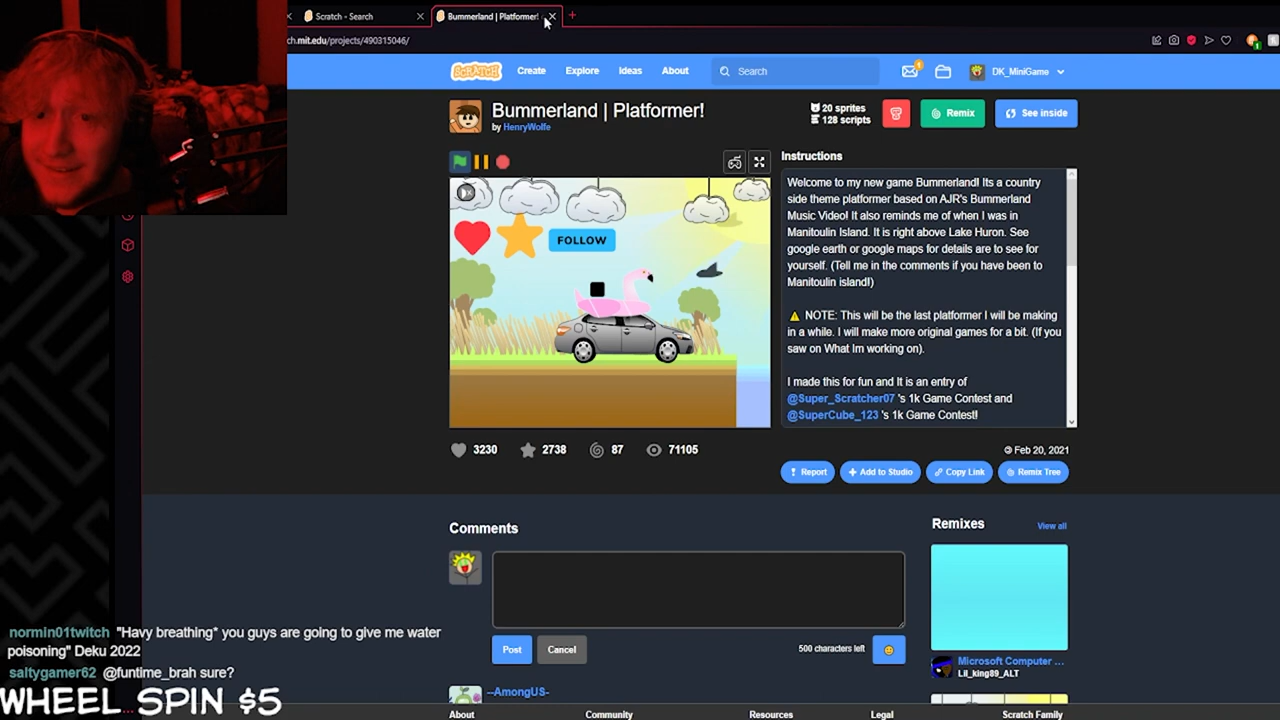 Scratch - Search
Bummerland | Platformer!
ch.mit.edu/projects/490315046/
SCRATCH
Create
Explore
Ideas
About
Search
1
DK_MiniGame
Bummerland | Platformer!
by HenryWolfe
20 sprites
128 scripts
Remix
See inside
Instructions
FOLLOW
Welcome to my new game Bummerland! Its a country
side theme platformer based on AJR's Bummerland
Music Video! It also reminds me of when I was in
Manitoulin Island. It is right above Lake Huron. See
google earth or google maps for details are to see for
yourself. (Tell me in the comments if you have been to
Manitoulin island!)
NOTE: This will be the last platformer I will be making
in a while. I will make more original games for a bit. (If you
saw on What Im working on).
I made this for fun and It is an entry of
@Super_Scratcher07 's 1k Game Contest and
@SuperCube_123 's 1k Game Contest!
3230
2738
87
71105
© Feb 20, 2021
Report
Add to Studio
Copy Link
Remix Tree
Comments
Post
Cancel
500 characters left
--AmongUS-
Remixes
View all
Microsoft Computer ...
Lil_king89_ALT
normin01twitch "Havy breathing* you guys are going to give me water
poisoning" Deku 2022
saltygamer62 @funtime_brah sure?
WHEEL SPIN $5
About
Community
Resources
Legal
Scratch Family